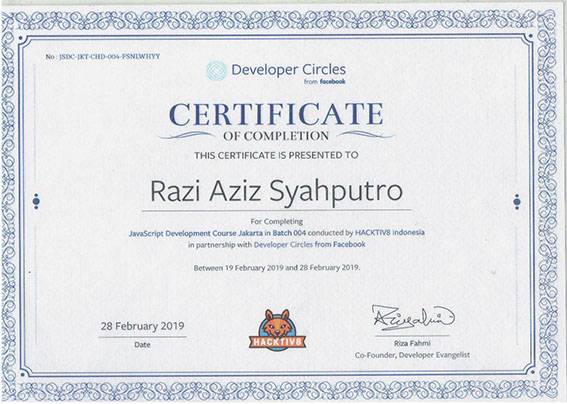 No : JSDC-JKT-CHD-004-FSNLWHYY
Developer Circles
from facebook
CERTIFICATE
OF COMPLETION
THIS CERTIFICATE IS PRESENTED TO
Razi Aziz Syahputro
For Completing
JavaScript Development Course Jakarta in Batch 004 conducted by HACKTIV8 Indonesia
in partnership with Developer Circles from Facebook
Between 19 February 2019 and 28 February 2019.
28 February 2019
Date
HACKTIV8
Riza Fahmi
Co-Founder, Developer Evangelist